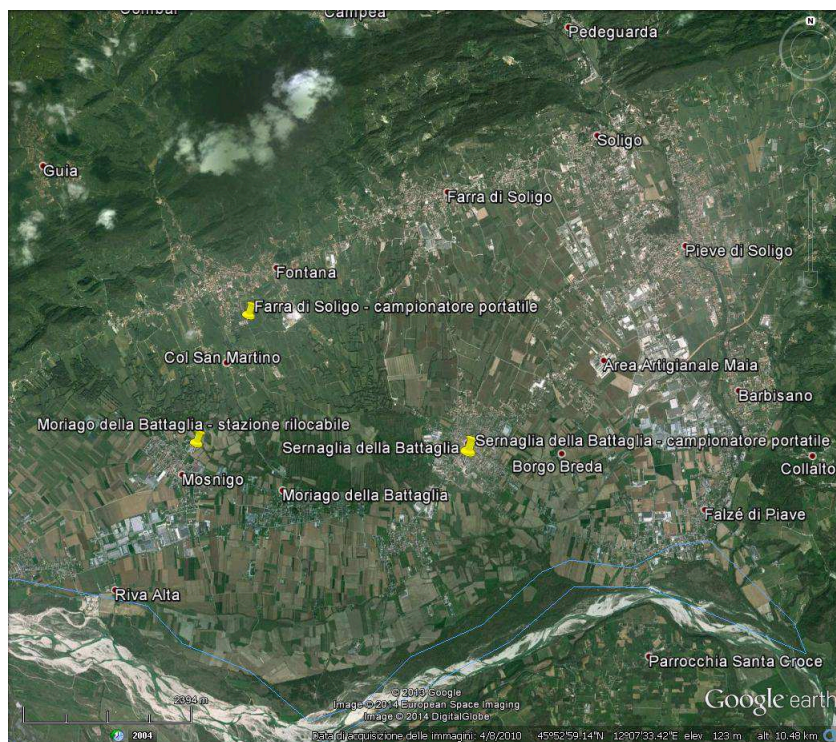 Combai
Campea
N
Pedeguarda
Soligo
Guia
Farra di Soligo
Pieve di Soligo
Fontana
Farra di Soligo - campionatore portatile
Col San Martino
Area Artigianale Maia
Barbisano
Moriago della Battaglia - stazione rilocabile
Sernaglia della Battaglia
Sernaglia della Battaglia - campionatore portatile
Borgo Breda
Collalto
Mosnigo
Moriago della Battaglia
Falzé di Piave
Riva Alta
Parrocchia Santa Croce
2394 m
© 2013 Google
Image © 2014 European Space Imaging
Image © 2014 DigitalGlobe
Google earth
2004
Data di acquisizione delle immagini: 4/8/2010 45°52'59.14"N 12°07'33.42"E elev 123 m alt 10.48 km